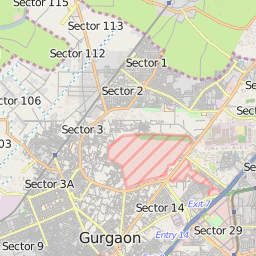 Sector 115
Sector 113
Sector 112
Sector 1
Sector 2
Sector 106
Sector 3
03
Sector 3A
Sector 14
Exit 7
Sector 29
Entry 14
Gurgaon
Sector 9